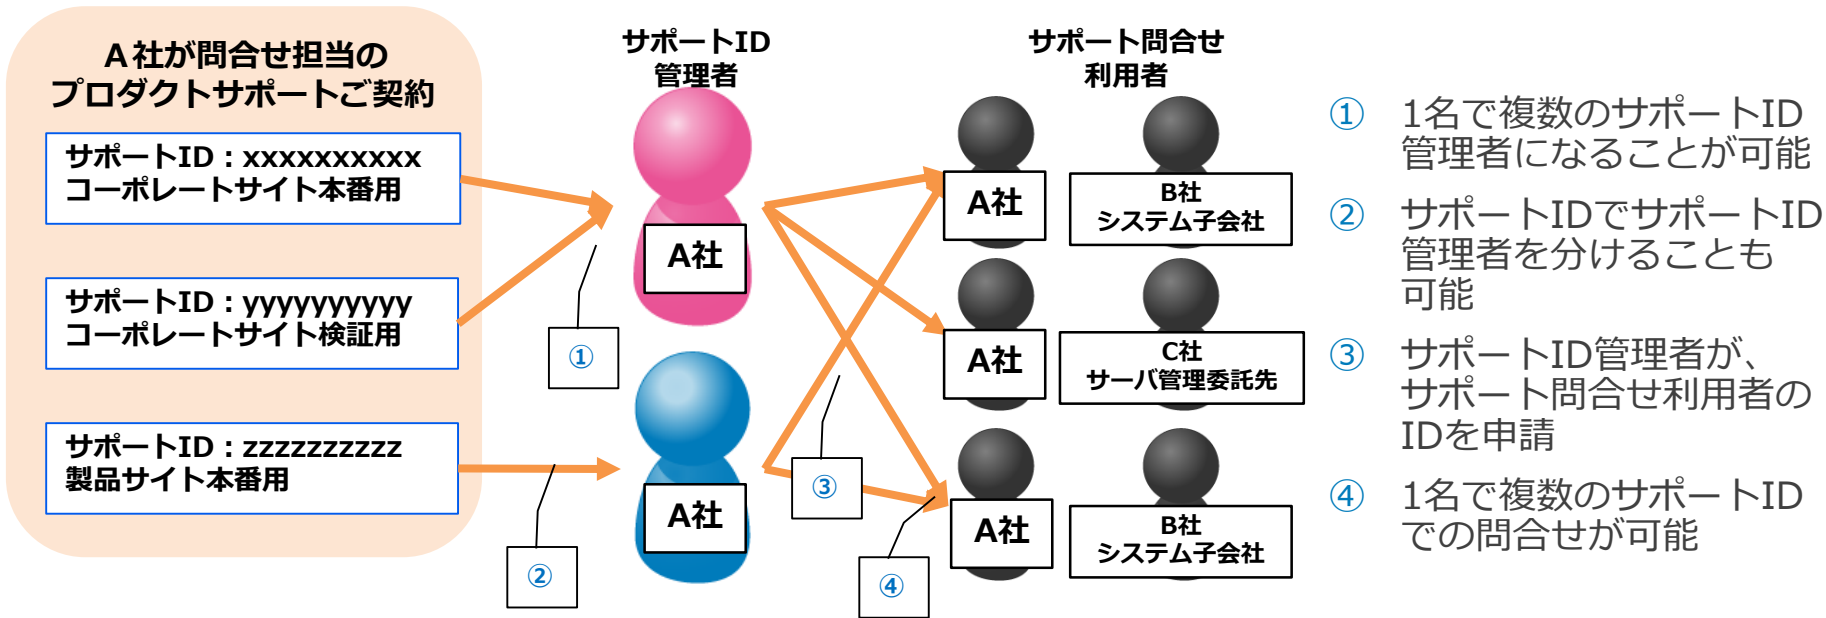 A社が問合せ担当の
プロダクトサポートご契約
サポートID：xxxxxxxxxx
コーポレートサイト本番用
サポートID：yyyyyyyyyy
コーポレートサイト検証用
サポートID：zzzzzzzzzz
製品サイト本番用
サポートID
管理者
A社
A社
①
②
③
④
サポート問合せ
利用者
A社
B社
システム子会社
A社
C社
サーバ管理委託先
A社
B社
システム子会社
① 1名で複数のサポートID
管理者になることが可能
② サポートIDでサポートID
管理者を分けることも
可能
③ サポートID管理者が、
サポート問合せ利用者の
IDを申請
④ 1名で複数のサポートID
での問合せが可能